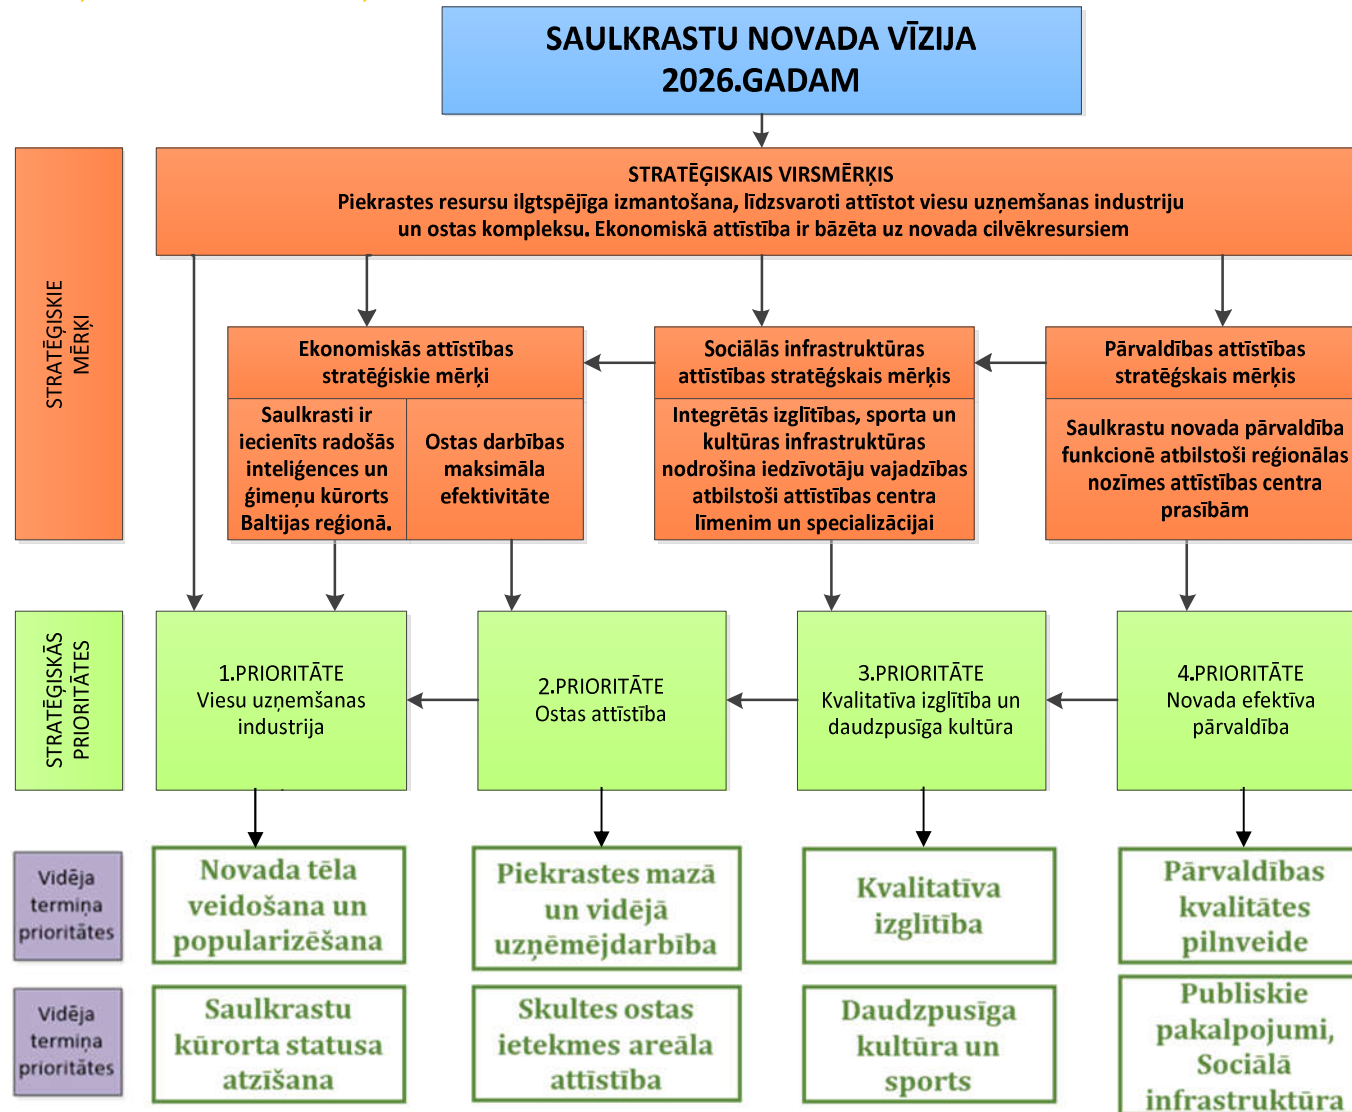 SAULKRASTU NOVADA VĪZIJA
2026.GADAM
STRATĒĢISKIE
MĒRĶI
STRATĒĢISKAIS VIRSMĒRĶIS
Piekrastes resursu ilgtspējīga izmantošana, līdzsvaroti attīstot viesu uzņemšanas industriju
un ostas kompleksu. Ekonomiskā attīstība ir bāzēta uz novada cilvēkresursiem
Ekonomiskās attīstības
stratēģiskie mērķi
Saulkrasti ir
iecienīts radošās
inteliģences un
ģimeņu kūrorts
Baltijas reģionā.
Ostas darbības
maksimāla
efektivitāte
Sociālās infrastruktūras
attīstības stratēģskais mērķis
Integrētās izglītības, sporta un
kultūras infrastruktūras
nodrošina iedzīvotāju vajadzības
atbilstoši attīstības centra
līmenim un specializācijai
Pārvaldības attīstības
stratēģskais mērķis
Saulkrastu novada pārvaldība
funkcionē atbilstoši reģionālas
nozīmes attīstības centra
prasībām
STRATĒĢISKĀS
PRIORITĀTES
1.PRIORITĀTE
Viesu uzņemšanas
industrija
2.PRIORITĀTE
Ostas attīstība
3.PRIORITĀTE
Kvalitatīva izglītība un
daudzpusīga kultūra
4.PRIORITĀTE
Novada efektīva
pārvaldība
Vidēja
termiņa
prioritātes
Novada tēla
veidošana un
popularizēšana
Piekrastes mazā
un vidējā
uzņēmējdarbība
Kvalitatīva
izglītība
Pārvaldības
kvalitātes
pilnveide
Vidēja
termiņa
prioritātes
Saulkrastu
kūrorta statusa
atzīšana
Skultes ostas
ietekmes areāla
attīstība
Daudzpusīga
kultūra un
sports
Publiskie
pakalpojumi,
Sociālā
infrastruktūra